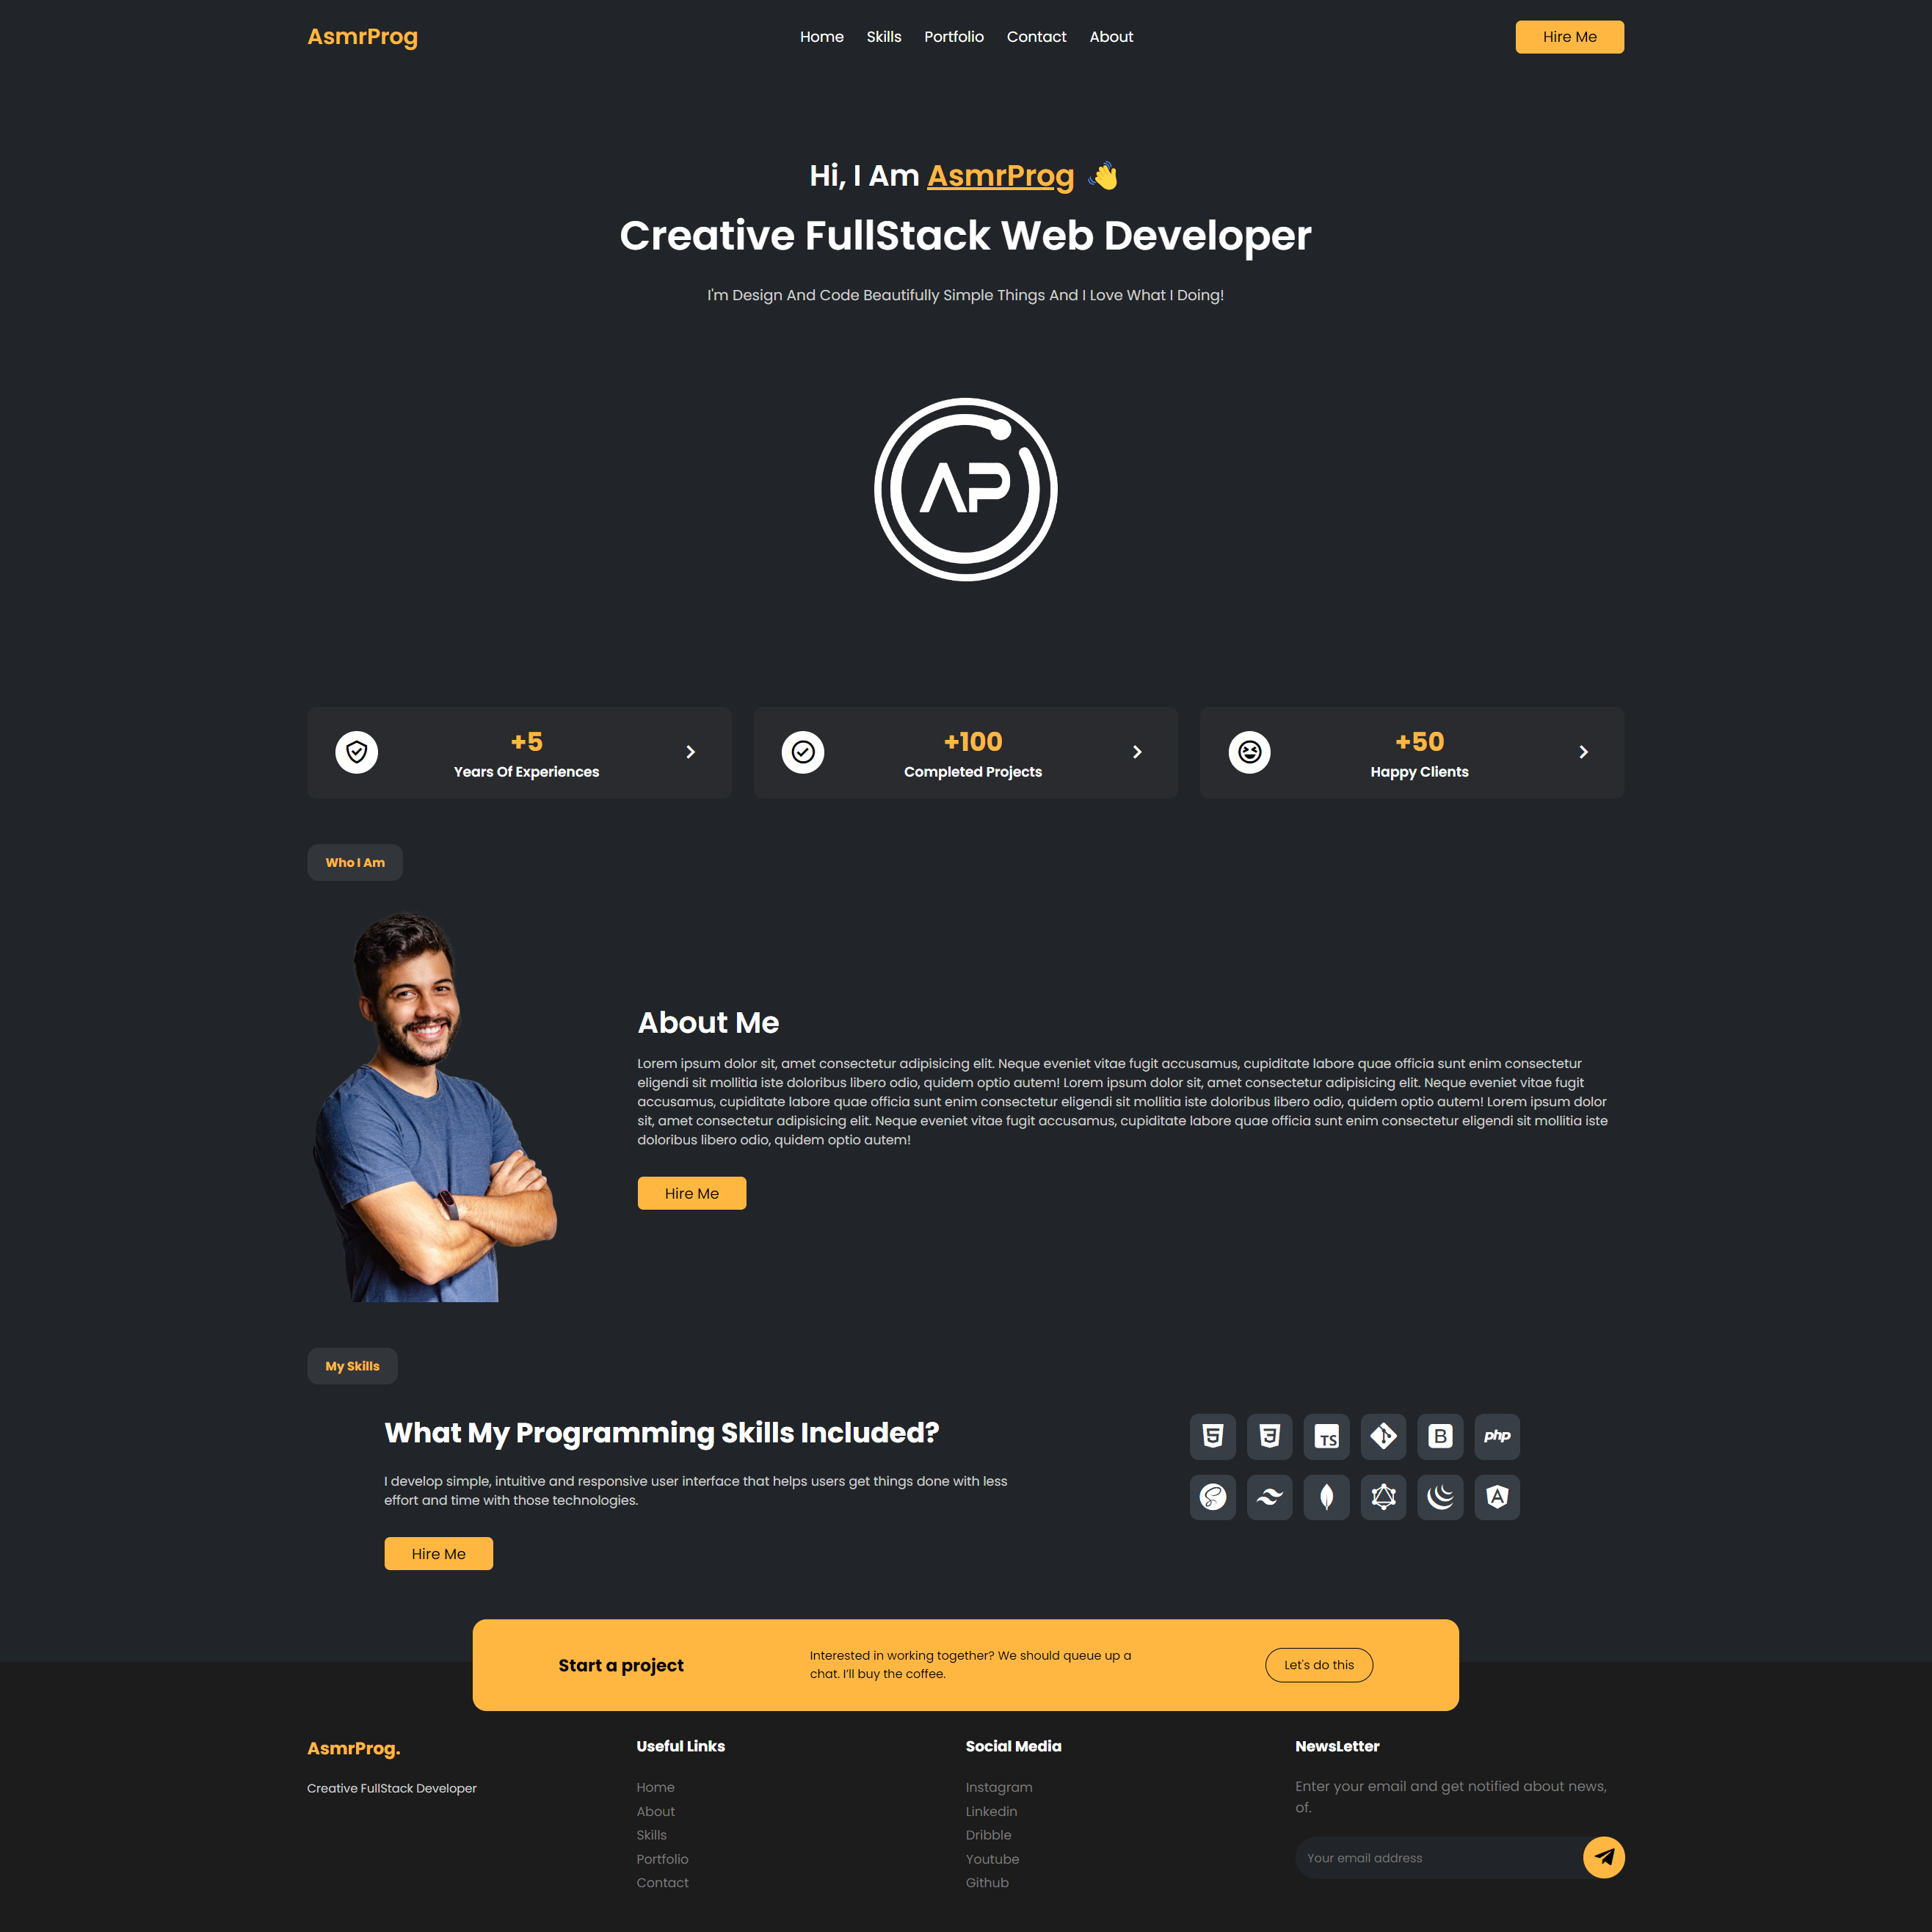 AsmrProg
Home Skills Portfolio Contact About
Hire Me
Hi, I Am AsmrProg 👋
Creative FullStack Web Developer
I'm Design And Code Beautifully Simple Things And I Love What I Doing!
AP
+5
Years Of Experiences
+100
Completed Projects
+50
Happy Clients
Who I Am
About Me
Lorem ipsum dolor sit, amet consectetur adipisicing elit. Neque eveniet vitae fugit accusamus, cupiditate labore quae officia sunt enim consectetur
eligendi sit mollitia iste doloribus libero odio, quidem optio autem! Lorem ipsum dolor sit, amet consectetur adipisicing elit. Neque eveniet vitae fugit
accusamus, cupiditate labore quae officia sunt enim consectetur eligendi sit mollitia iste doloribus libero odio, quidem optio autem! Lorem ipsum dolor
sit, amet consectetur adipisicing elit. Neque eveniet vitae fugit accusamus, cupiditate labore quae officia sunt enim consectetur eligendi sit mollitia iste
doloribus libero odio, quidem optio autem!
Hire Me
My Skills
What My Programming Skills Included?
I develop simple, intuitive and responsive user interface that helps users get things done with less
effort and time with those technologies.
Hire Me
5 3 TS B php
A
Start a project
Interested in working together? We should queue up a
chat. I'll buy the coffee.
Let's do this
AsmrProg.
Creative FullStack Developer
Useful Links
Home
About
Skills
Portfolio
Contact
Social Media
Instagram
Linkedin
Dribble
Youtube
Github
NewsLetter
Enter your email and get notified about news,
of.
Your email address